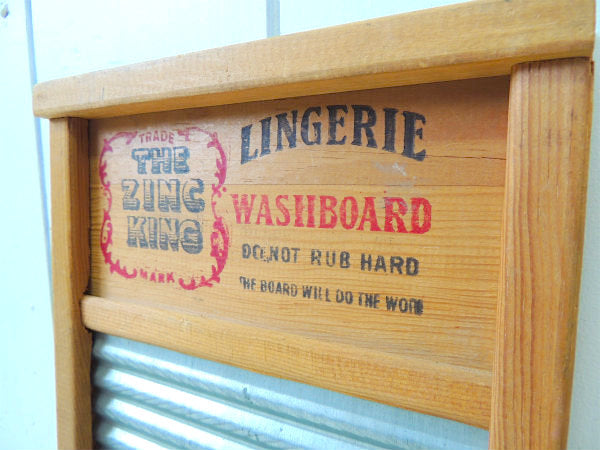 TRADE
THE
ZINC
KING
MARK
LINGERIE
WASHBOARD
DO NOT RUB HARD
THE BOARD WILL DO THE WORK